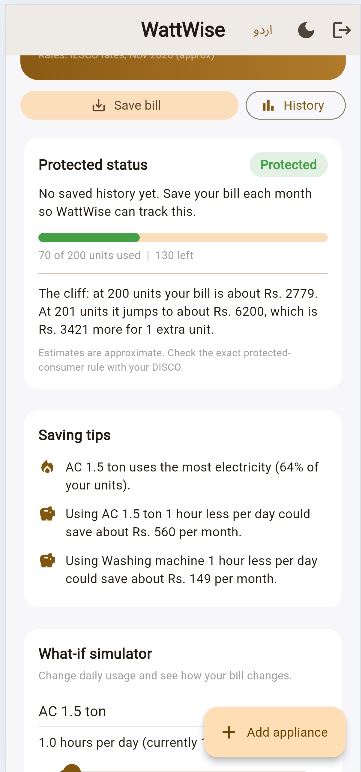 WattWise
اردو
Rates: IESCO rates, Nov 2020 (approx)
Save bill
History
Protected status
Protected
No saved history yet. Save your bill each month
so WattWise can track this.
70 of 200 units used | 130 left
The cliff: at 200 units your bill is about Rs. 2779.
At 201 units it jumps to about Rs. 6200, which is
Rs. 3421 more for 1 extra unit.
Estimates are approximate. Check the exact protected-
consumer rule with your DISCO.
Saving tips
AC 1.5 ton uses the most electricity (64% of
your units).
Using AC 1.5 ton 1 hour less per day could
save about Rs. 560 per month.
Using Washing machine 1 hour less per day
could save about Rs. 149 per month.
What-if simulator
Change daily usage and see how your bill changes.
AC 1.5 ton
1.0 hours per day (currently
Add appliance